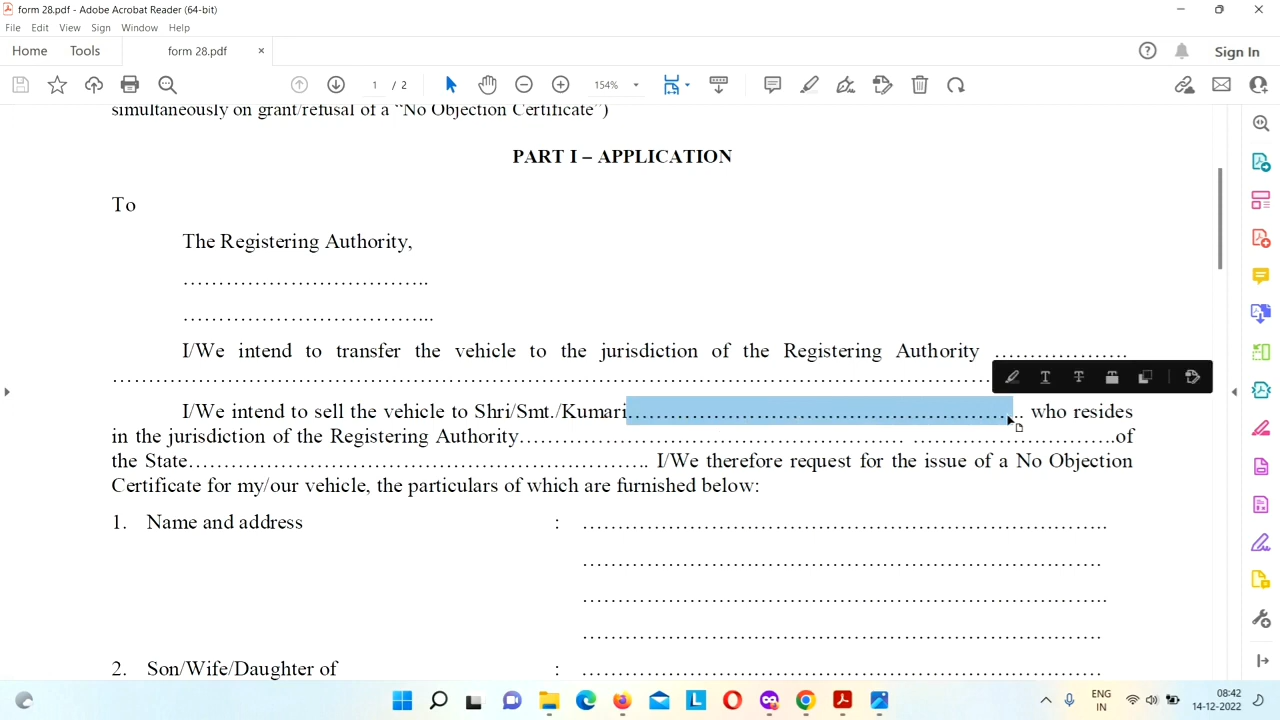 form 28.pdf - Adobe Acrobat Reader (64-bit)
File Edit View Sign Window Help
Home Tools form 28.pdf × Sign In
1 / 2 154%
simultaneously on grant/refusal of a “No Objection Certificate”)
PART I – APPLICATION
To
The Registering Authority,
……………………………..
……………………………...
I/We intend to transfer the vehicle to the jurisdiction of the Registering Authority ……………….
……………………………………………………………………………………………………………
I/We intend to sell the vehicle to Shri/Smt./Kumari……………………………………………….. who resides
in the jurisdiction of the Registering Authority……………………………………………… ……………………….of
the State……………………………………………………….. I/We therefore request for the issue of a No Objection
Certificate for my/our vehicle, the particulars of which are furnished below:
1. Name and address : ………………………………………………………………..
……………………………………………………………….
………………………………………………………………..
……………………………………………………………….
2. Son/Wife/Daughter of : ……………………………………………………………….
ENG
IN
08:42
14-12-2022